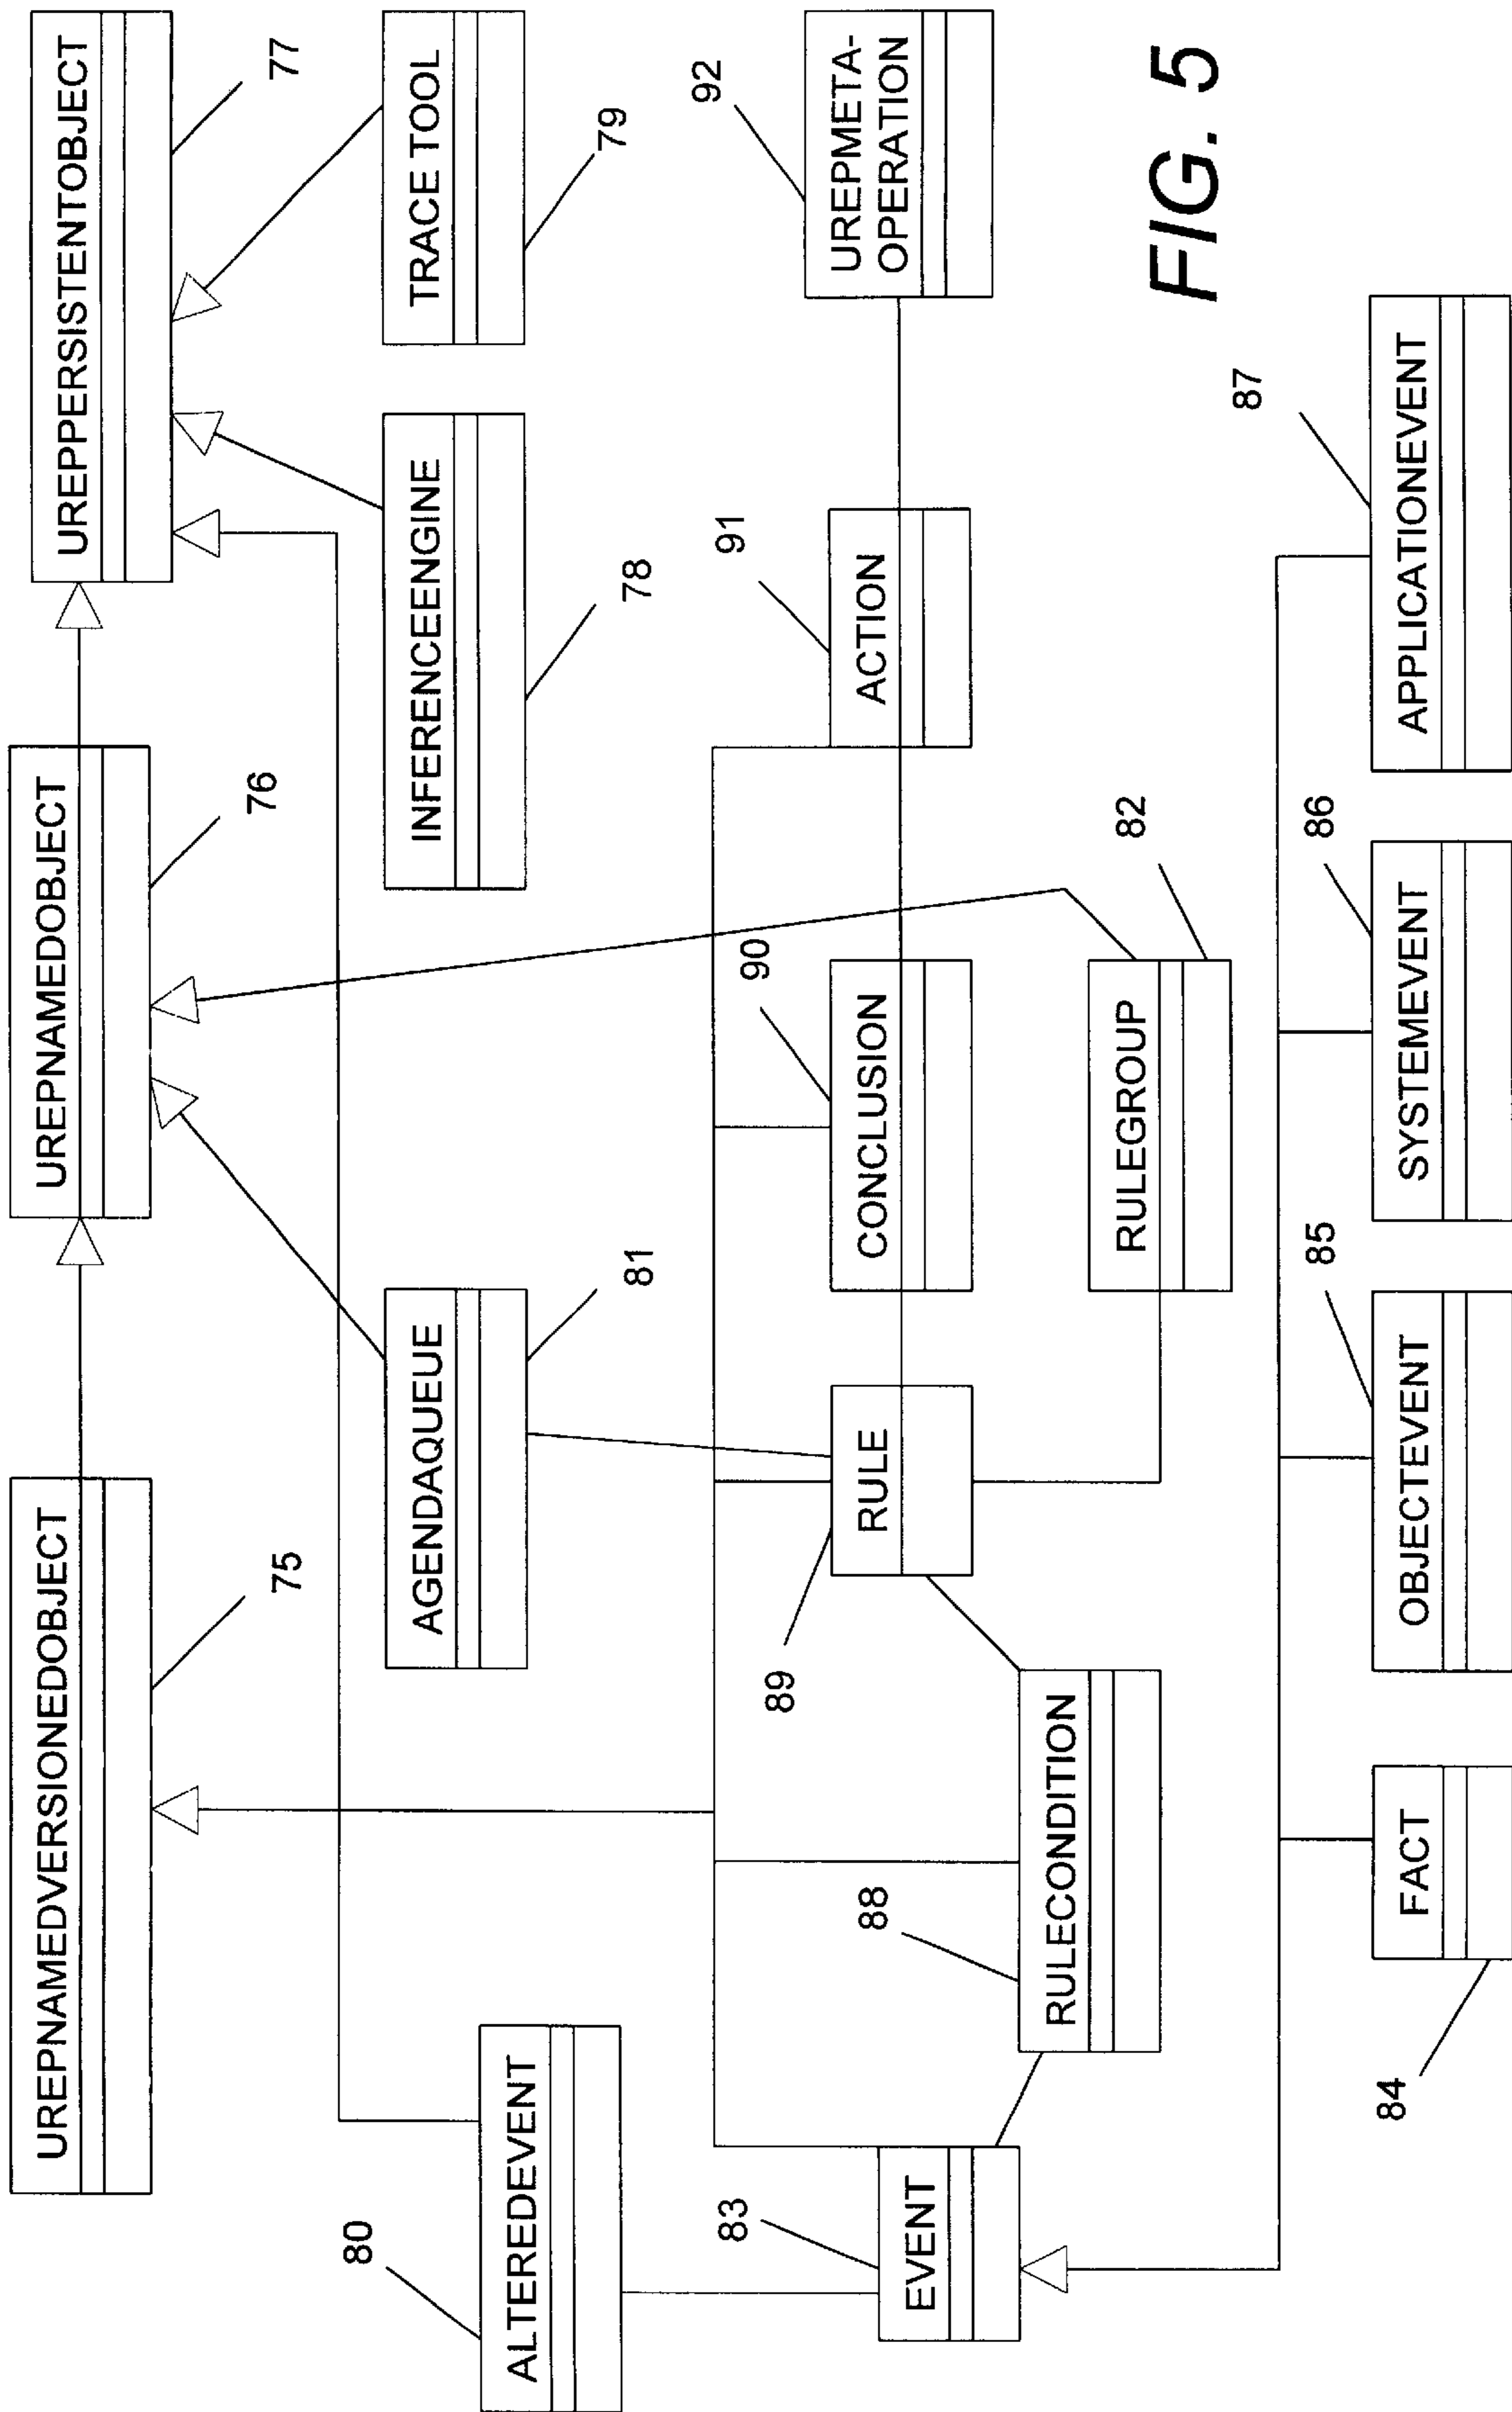 UREPNAMEDVERSIONEDOBJECT
75
UREPNAMEDOBJECT
76
UREPPERSISTENTOBJECT
77
ALTEREDEVENT
80
AGENDAQUEUE
81
INFERENCEENGINE
78
TRACE TOOL
79
EVENT
83
RULECONDITION
88
RULE
89
CONCLUSION
90
ACTION
91
UREPMETA-
OPERATION
92
RULEGROUP
82
FACT
84
OBJECTEVENT
85
SYSTEMEVENT
86
APPLICATIONEVENT
87
FIG. 5